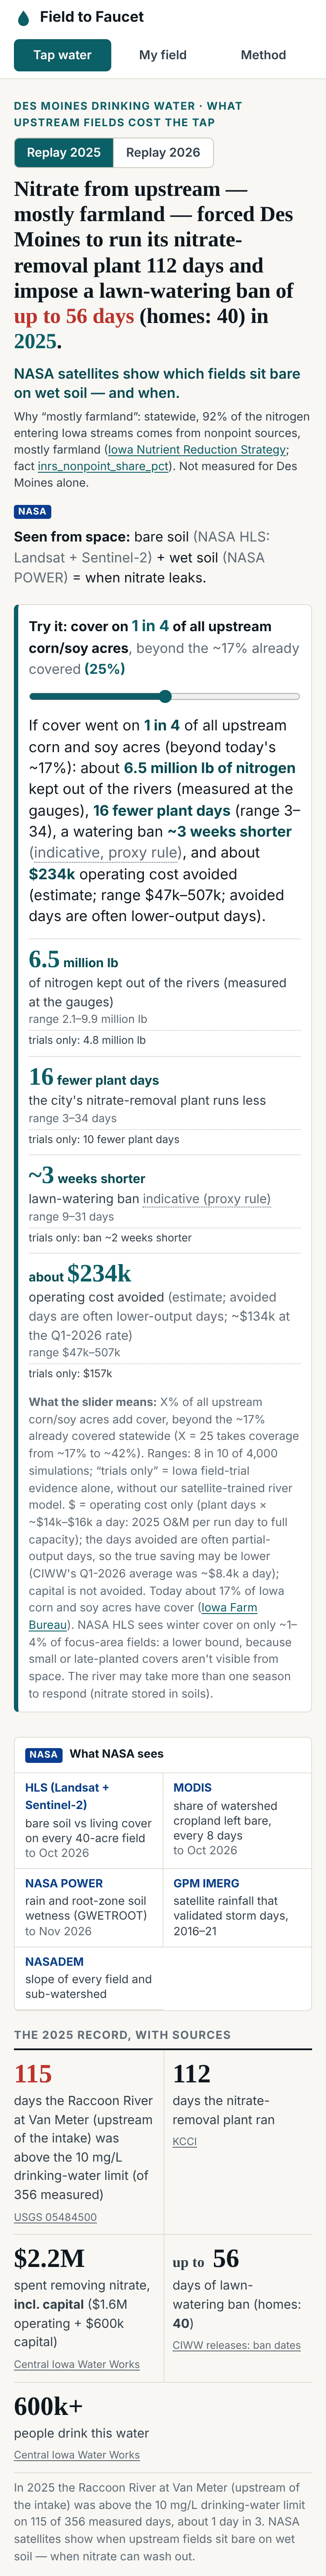 Field to Faucet
Tap water
My field
Method
DES MOINES DRINKING WATER · WHAT
UPSTREAM FIELDS COST THE TAP
Replay 2025
Replay 2026
Nitrate from upstream —
mostly farmland — forced Des
Moines to run its nitrate-
removal plant 112 days and
impose a lawn-watering ban of
up to 56 days (homes: 40) in
2025.
NASA satellites show which fields sit bare
on wet soil — and when.
Why “mostly farmland”: statewide, 92% of the nitrogen
entering Iowa streams comes from nonpoint sources,
mostly farmland (Iowa Nutrient Reduction Strategy;
fact inrs_nonpoint_share_pct). Not measured for Des
Moines alone.
NASA
Seen from space: bare soil (NASA HLS:
Landsat + Sentinel-2) + wet soil (NASA
POWER) = when nitrate leaks.
Try it: cover on 1 in 4 of all upstream
corn/soy acres, beyond the ~17% already
covered (25%)
If cover went on 1 in 4 of all upstream
corn and soy acres (beyond today's
~17%): about 6.5 million lb of nitrogen
kept out of the rivers (measured at the
gauges), 16 fewer plant days (range 3–
34), a watering ban ~3 weeks shorter
(indicative, proxy rule), and about
$234k operating cost avoided
(estimate; range $47k–507k; avoided
days are often lower-output days).
6.5 million lb
of nitrogen kept out of the rivers (measured
at the gauges)
range 2.1–9.9 million lb
trials only: 4.8 million lb
16 fewer plant days
the city's nitrate-removal plant runs less
range 3–34 days
trials only: 10 fewer plant days
~3 weeks shorter
lawn-watering ban indicative (proxy rule)
range 9–31 days
trials only: ban ~2 weeks shorter
about $234k
operating cost avoided (estimate; avoided
days are often lower-output days; ~$134k at
the Q1-2026 rate)
range $47k–507k
trials only: $157k
What the slider means: X% of all upstream
corn/soy acres add cover, beyond the ~17%
already covered statewide (X = 25 takes coverage
from ~17% to ~42%). Ranges: 8 in 10 of 4,000
simulations; “trials only” = Iowa field-trial
evidence alone, without our satellite-trained river
model. $ = operating cost only (plant days ×
~$14k–$16k a day: 2025 O&M per run day to full
capacity); the days avoided are often partial-
output days, so the true saving may be lower
(CIWW's Q1-2026 average was ~$8.4k a day);
capital is not avoided. Today about 17% of Iowa
corn and soy acres have cover (Iowa Farm
Bureau). NASA HLS sees winter cover on only ~1–
4% of focus-area fields: a lower bound, because
small or late-planted covers aren't visible from
space. The river may take more than one season
to respond (nitrate stored in soils).
NASA What NASA sees
HLS (Landsat +
Sentinel-2)
bare soil vs living cover
on every 40-acre field
to Oct 2026
MODIS
share of watershed
cropland left bare,
every 8 days
to Oct 2026
NASA POWER
rain and root-zone soil
wetness (GWETROOT)
to Nov 2026
GPM IMERG
satellite rainfall that
validated storm days,
2016–21
NASADEM
slope of every field and
sub-watershed
THE 2025 RECORD, WITH SOURCES
115
days the Raccoon River
at Van Meter (upstream
of the intake) was
above the 10 mg/L
drinking-water limit (of
356 measured)
USGS 05484500
112
days the nitrate-
removal plant ran
KCCI
$2.2M
spent removing nitrate,
incl. capital ($1.6M
operating + $600k
capital)
Central Iowa Water Works
up to 56
days of lawn-
watering ban (homes:
40)
CIWW releases: ban dates
600k+
people drink this water
Central Iowa Water Works
In 2025 the Raccoon River at Van Meter (upstream of
the intake) was above the 10 mg/L drinking-water limit
on 115 of 356 measured days, about 1 day in 3. NASA
satellites show when upstream fields sit bare on wet
soil — when nitrate can wash out.